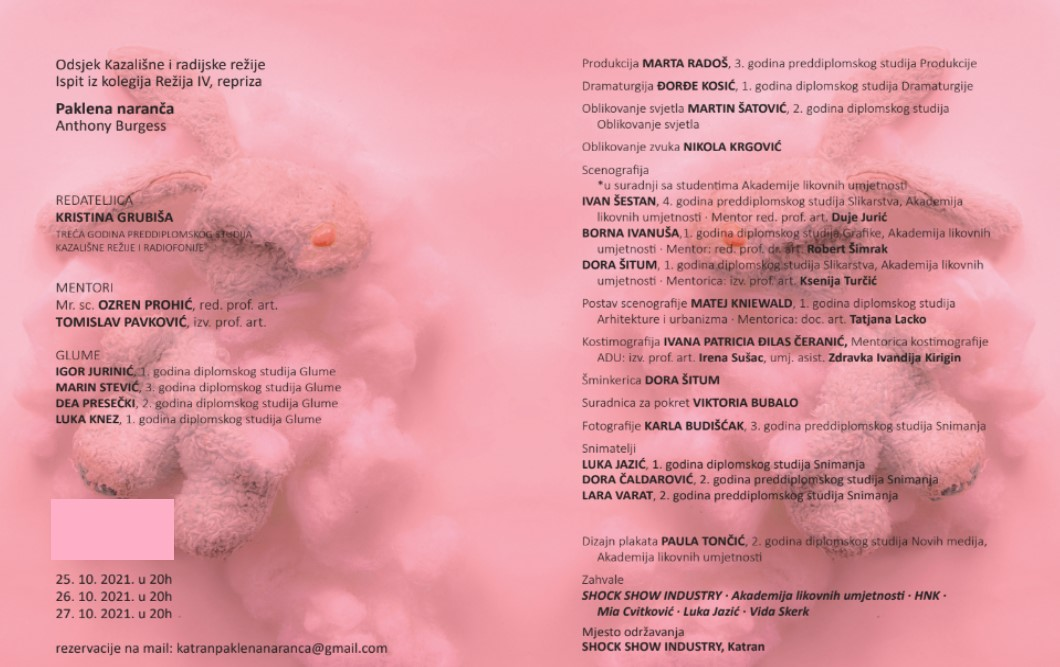 Odsjek Kazališne i radijske režije
Ispit iz kolegija Režija IV, repriza
Paklena naranča
Anthony Burgess
REDATELJICA
KRISTINA GRUBIŠA
TREĆA GODINA PREDDIPLOMSKOG STUDIJA
KAZALIŠNE REŽIJE I RADIOFONIJE
MENTORI
Mr. sc. OZREN PROHIĆ, red. prof. art.
TOMISLAV PAVKOVIĆ, izv. prof. art.
GLUME
IGOR JURINIĆ, 1. godina diplomskog studija Glume
MARIN STEVIĆ, 3. godina diplomskog studija Glume
DEA PRESEČKI, 2. godina diplomskog studija Glume
LUKA KNEZ, 1. godina diplomskog studija Glume
25. 10. 2021. u 20h
26. 10. 2021. u 20h
27. 10. 2021. u 20h
rezervacije na mail: katranpaklenanaranca@gmail.com
Produkcija MARTA RADOŠ, 3. godina preddiplomskog studija Produkcije
Dramaturgija ĐORĐE KOSIĆ, 1. godina diplomskog studija Dramaturgije
Oblikovanje svjetla MARTIN ŠATOVIĆ, 2. godina diplomskog studija
Oblikovanje svjetla
Oblikovanje zvuka NIKOLA KRGOVIĆ
Scenografija
*u suradnji sa studentima Akademije likovnih umjetnosti
IVAN ŠESTAN, 4. godina preddiplomskog studija Slikarstva, Akademija
likovnih umjetnosti · Mentor red. prof. art. Duje Jurić
BORNA IVANUŠA,1. godina diplomskog studija Grafike, Akademija likovnih
umjetnosti · Mentor: red. prof. dr. art. Robert Šimrak
DORA ŠITUM, 1. godina diplomskog studija Slikarstva, Akademija likovnih
umjetnosti · Mentorica: izv. prof. art. Ksenija Turčić
Postav scenografije MATEJ KNIEWALD, 1. godina diplomskog studija
Arhitekture i urbanizma · Mentorica: doc. art. Tatjana Lacko
Kostimografija IVANA PATRICIA ĐILAS ČERANIĆ, Mentorica kostimografije
ADU: izv. prof. art. Irena Sušac, umj. asist. Zdravka Ivandija Kirigin
Šminkerica DORA ŠITUM
Suradnica za pokret VIKTORIA BUBALO
Fotografije KARLA BUDIŠĆAK, 3. godina preddiplomskog studija Snimanja
Snimatelji
LUKA JAZIĆ, 1. godina diplomskog studija Snimanja
DORA ČALDAROVIĆ, 2. godina preddiplomskog studija Snimanja
LARA VARAT, 2. godina preddiplomskog studija Snimanja
Dizajn plakata PAULA TONČIĆ, 2. godina diplomskog studija Novih medija,
Akademija likovnih umjetnosti
Zahvale
SHOCK SHOW INDUSTRY · Akademija likovnih umjetnosti · HNK ·
Mia Cvitković · Luka Jazić · Vida Skerk
Mjesto održavanja
SHOCK SHOW INDUSTRY, Katran